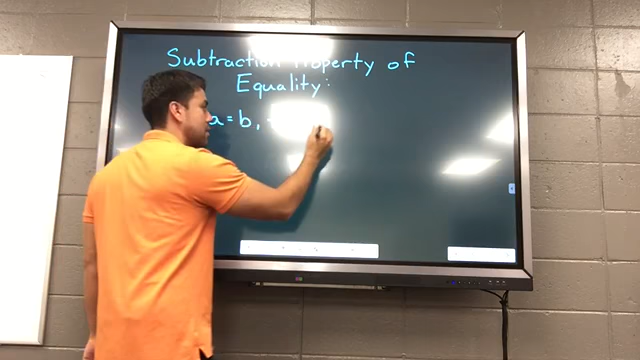 Subtraction Property of
Equality:
a = b,